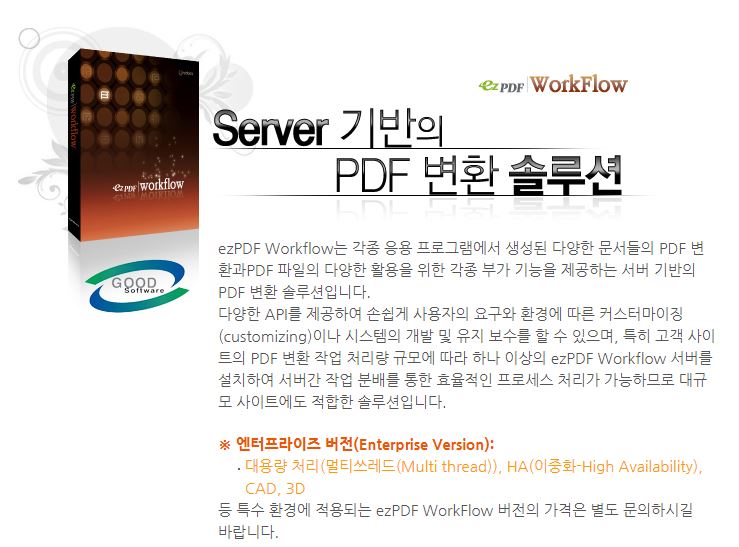 ezPDF WorkFlow
Server 기반의
PDF 변환 솔루션
ezPDF workflow
ezPDF workflow
GOOD
Software
ezPDF Workflow는 각종 응용 프로그램에서 생성된 다양한 문서들의 PDF 변
환과PDF 파일의 다양한 활용을 위한 각종 부가 기능을 제공하는 서버 기반의
PDF 변환 솔루션입니다.
다양한 API를 제공하여 손쉽게 사용자의 요구와 환경에 따른 커스터마이징
(customizing)이나 시스템의 개발 및 유지 보수를 할 수 있으며, 특히 고객 사이
트의 PDF 변환 작업 처리량 규모에 따라 하나 이상의 ezPDF Workflow 서버를
설치하여 서버간 작업 분배를 통한 효율적인 프로세스 처리가 가능하므로 대규
모 사이트에도 적합한 솔루션입니다.
※ 엔터프라이즈 버전(Enterprise Version):
· 대용량 처리(멀티쓰레드(Multi thread)), HA(이중화-High Availability),
CAD, 3D
등 특수 환경에 적용되는 ezPDF WorkFlow 버전의 가격은 별도 문의하시길
바랍니다.